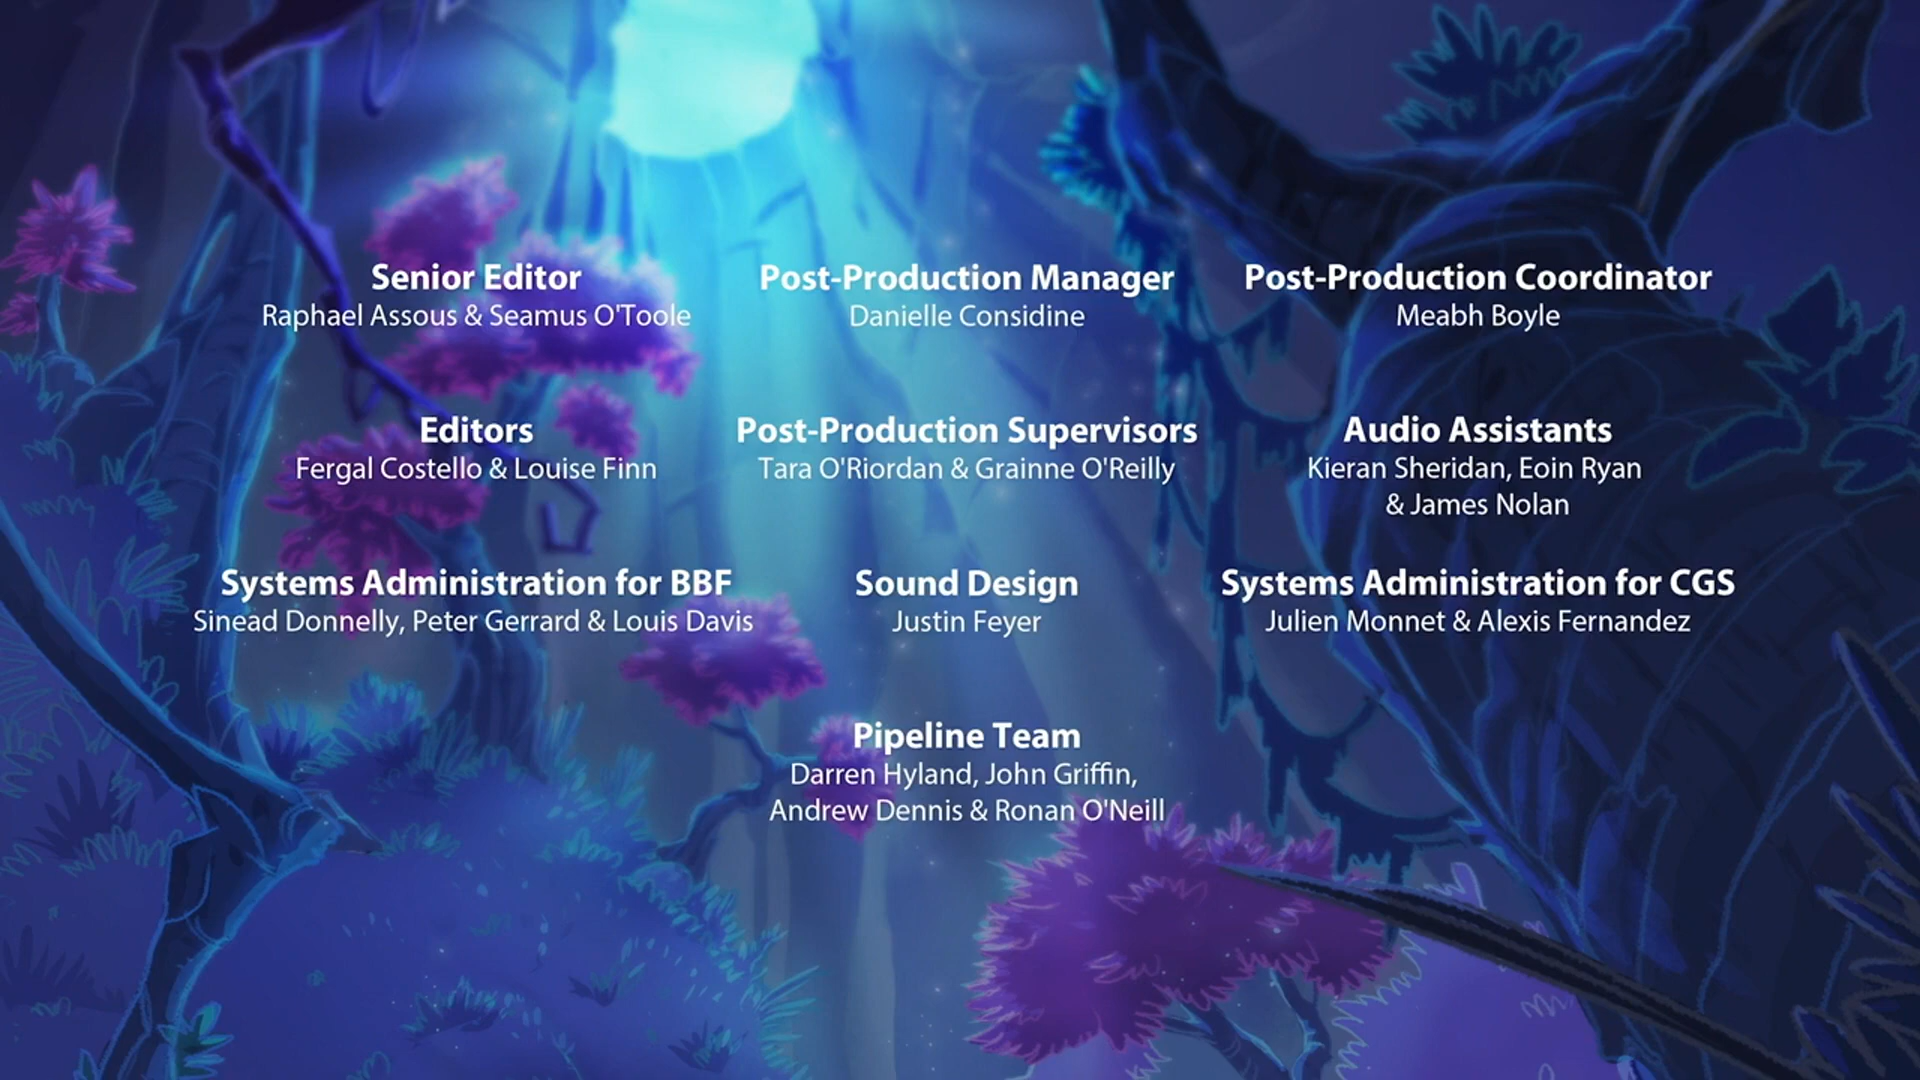 Senior Editor
Raphael Assous & Seamus O'Toole
Post-Production Manager
Danielle Considine
Post-Production Coordinator
Meabh Boyle
Editors
Fergal Costello & Louise Finn
Post-Production Supervisors
Tara O'Riordan & Grainne O'Reilly
Audio Assistants
Kieran Sheridan, Eoin Ryan
& James Nolan
Systems Administration for BBF
Sinead Donnelly, Peter Gerrard & Louis Davis
Sound Design
Justin Feyer
Systems Administration for CGS
Julien Monnet & Alexis Fernandez
Pipeline Team
Darren Hyland, John Griffin,
Andrew Dennis & Ronan O'Neill